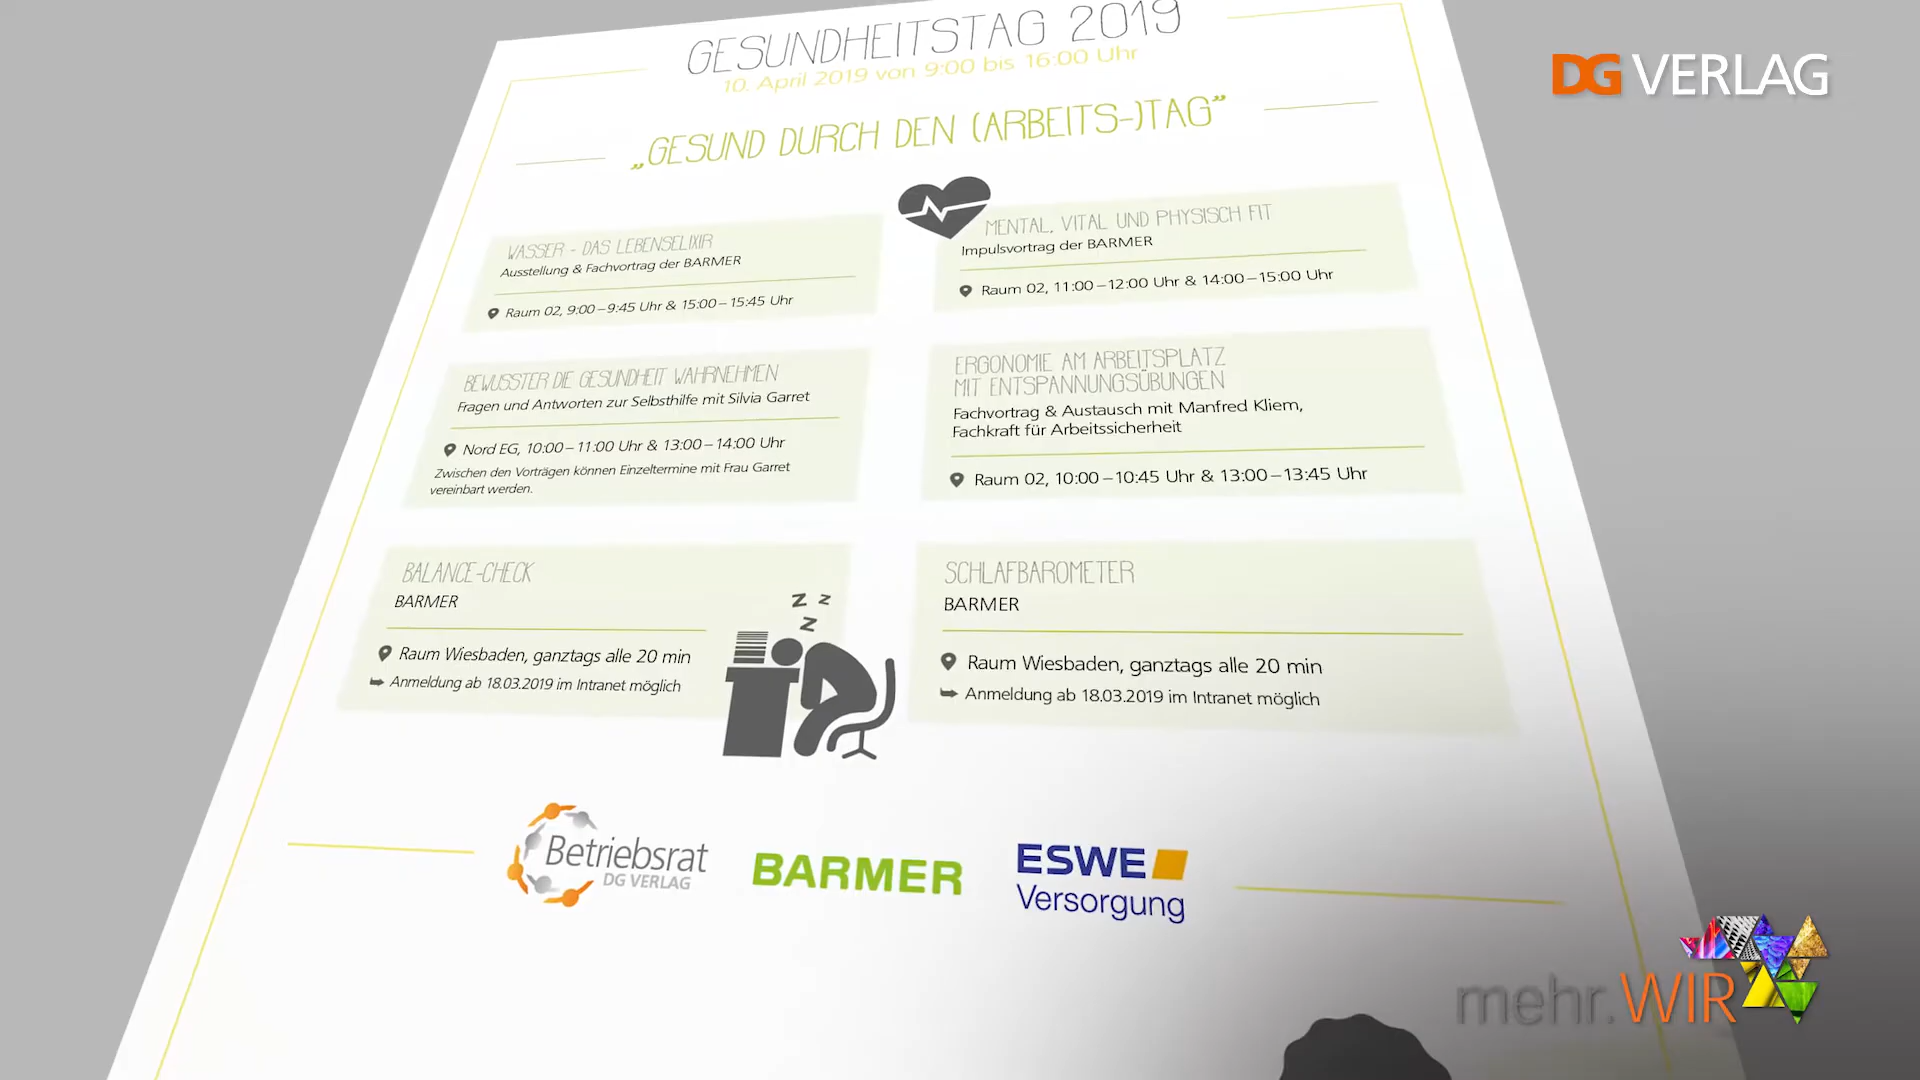 GESUNDHEITSTAG 2019
10. April 2019 von 9:00 bis 16:00 Uhr
„GESUND DURCH DEN (ARBEITS-)TAG”
WASSER - DAS LEBENSELIXIR
Ausstellung & Fachvortrag der BARMER
Raum 02, 9:00 – 9:45 Uhr & 15:00 – 15:45 Uhr
MENTAL, VITAL UND PHYSISCH FIT
Impulsvortrag der BARMER
Raum 02, 11:00 – 12:00 Uhr & 14:00 – 15:00 Uhr
BEWUSSTER DIE GESUNDHEIT WAHRNEHMEN
Fragen und Antworten zur Selbsthilfe mit Silvia Garret
Nord EG, 10:00 – 11:00 Uhr & 13:00 – 14:00 Uhr
Zwischen den Vorträgen können Einzeltermine mit Frau Garret
vereinbart werden.
ERGONOMIE AM ARBEITSPLATZ
MIT ENTSPANNUNGSÜBUNGEN
Fachvortrag & Austausch mit Manfred Kliem,
Fachkraft für Arbeitssicherheit
Raum 02, 10:00 – 10:45 Uhr & 13:00 – 13:45 Uhr
BALANCE-CHECK
BARMER
Raum Wiesbaden, ganztags alle 20 min
Anmeldung ab 18.03.2019 im Intranet möglich
z z
z
SCHLAFBAROMETER
BARMER
Raum Wiesbaden, ganztags alle 20 min
Anmeldung ab 18.03.2019 im Intranet möglich
Betriebsrat
DG VERLAG
BARMER
ESWE
Versorgung
DG VERLAG
mehr.WIR